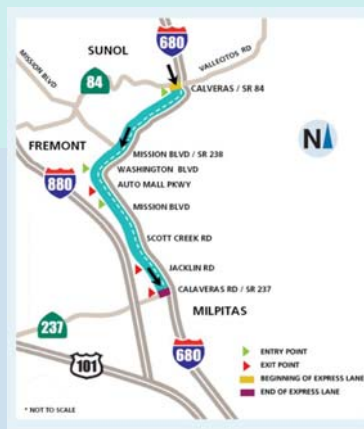 SUNOL
680
VALLEOTOS RD
MISSION BLVD
84
CALVERAS / SR 84
N
FREMONT
MISSION BLVD / SR 238
WASHINGTON BLVD
880
AUTO MALL PKWY
MISSION BLVD
SCOTT CREEK RD
JACKLIN RD
CALAVERAS RD / SR 237
MILPITAS
237
680
101
ENTRY POINT
EXIT POINT
BEGINNING OF EXPRESS LANE
END OF EXPRESS LANE
* NOT TO SCALE